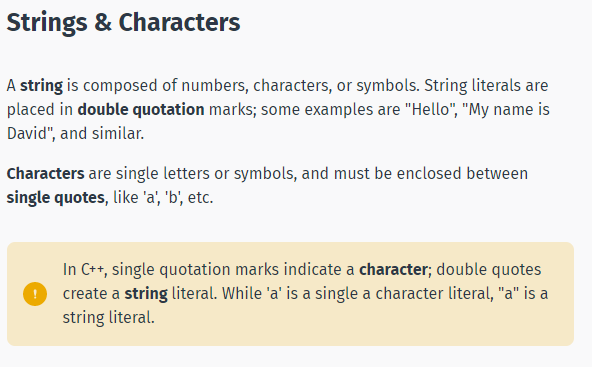 Strings & Characters
A string is composed of numbers, characters, or symbols. String literals are
placed in double quotation marks; some examples are "Hello", "My name is
David", and similar.
Characters are single letters or symbols, and must be enclosed between
single quotes, like 'a', 'b', etc.
In C++, single quotation marks indicate a character; double quotes
! create a string literal. While 'a' is a single a character literal, "a" is a
string literal.